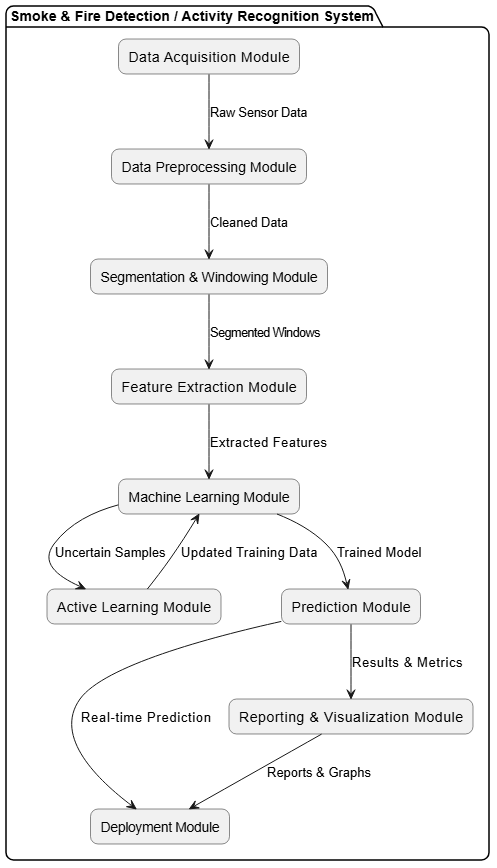 Smoke & Fire Detection / Activity Recognition System
Data Acquisition Module
Raw Sensor Data
Data Preprocessing Module
Cleaned Data
Segmentation & Windowing Module
Segmented Windows
Feature Extraction Module
Extracted Features
Machine Learning Module
Uncertain Samples
Updated Training Data
Trained Model
Active Learning Module
Prediction Module
Results & Metrics
Real-time Prediction
Reporting & Visualization Module
Reports & Graphs
Deployment Module